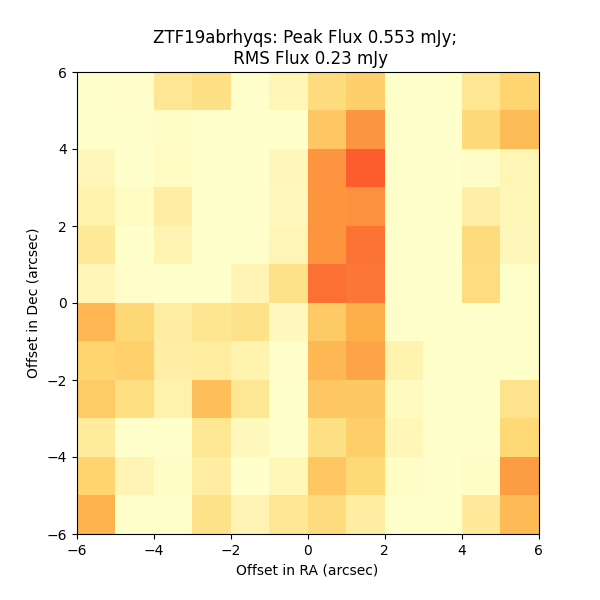 ZTF19abrhyqs: Peak Flux 0.553 mJy;
RMS Flux 0.23 mJy
6
4
2
0
−2
−4
−6
Offset in Dec (arcsec)
−6 −4 −2 0 2 4 6
Offset in RA (arcsec)